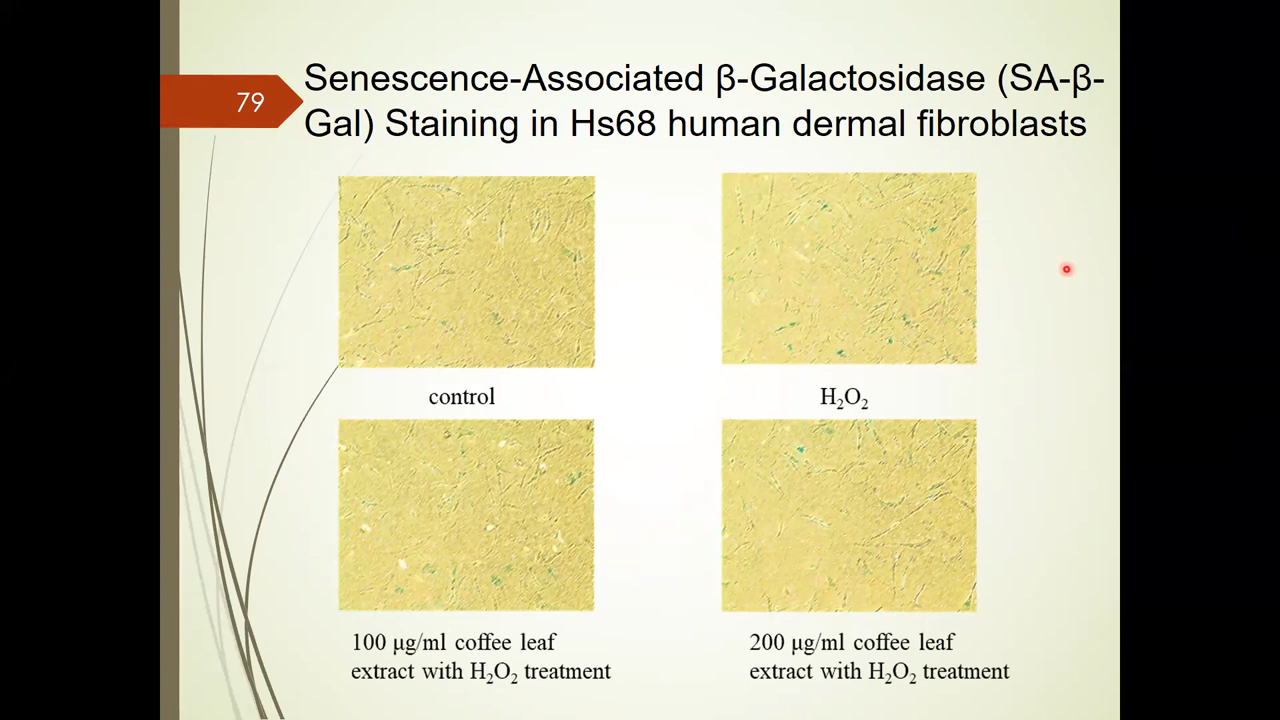 79
Senescence-Associated β-Galactosidase (SA-β-
Gal) Staining in Hs68 human dermal fibroblasts
control
H₂O₂
100 μg/ml coffee leaf
extract with H₂O₂ treatment
200 μg/ml coffee leaf
extract with H₂O₂ treatment